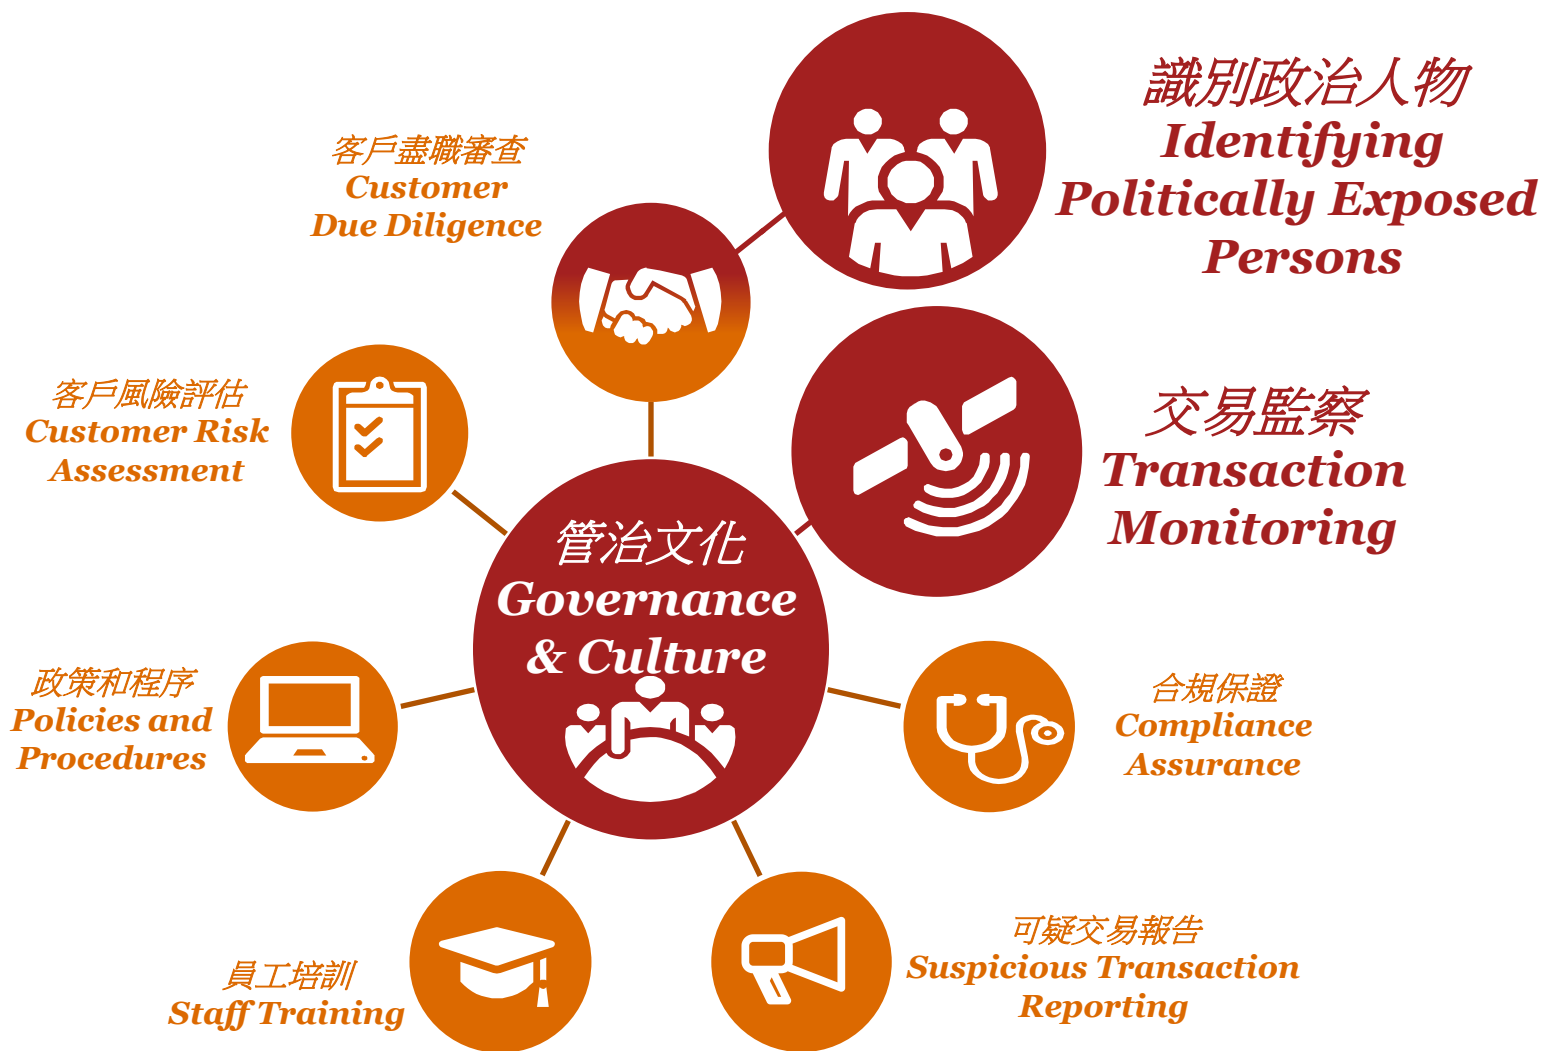 識別政治人物
Identifying
Politically Exposed
Persons
客戶盡職審查
Customer
Due Diligence
客戶風險評估
Customer Risk
Assessment
交易監察
Transaction
Monitoring
管治文化
Governance
& Culture
政策和程序
Policies and
Procedures
合規保證
Compliance
Assurance
員工培訓
Staff Training
可疑交易報告
Suspicious Transaction
Reporting